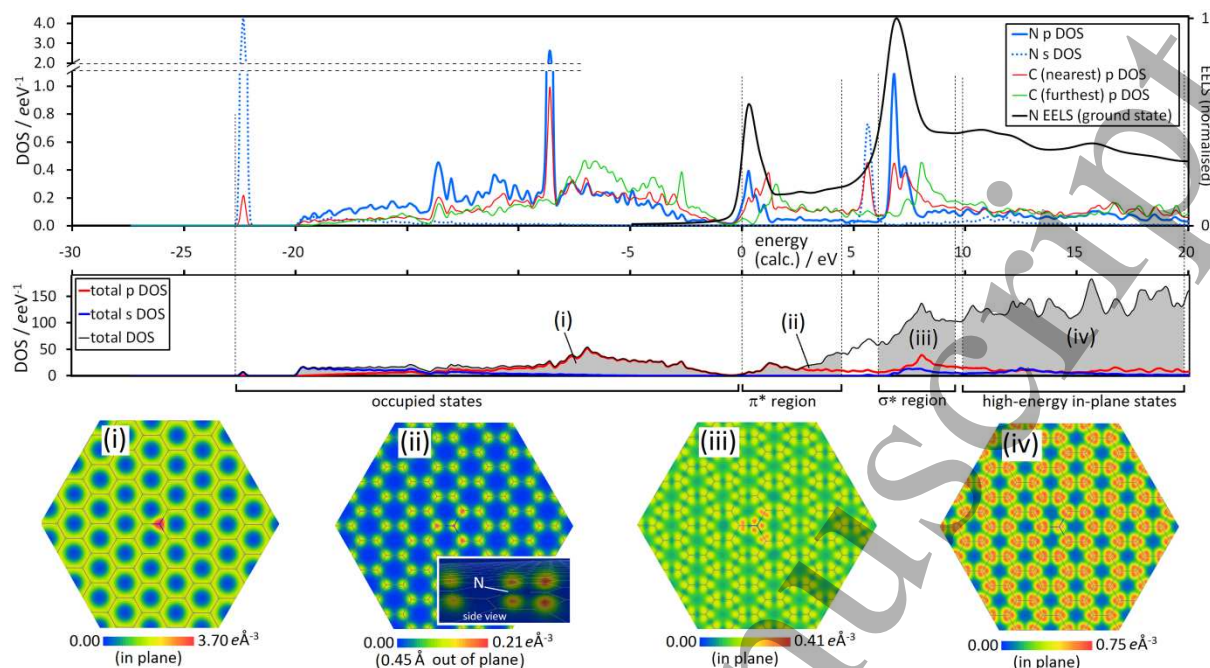 4.0
3.0
2.0
1.0
0.8
0.6
0.4
0.2
0.0
DOS / eeV-1
N p DOS
N s DOS
C (nearest) p DOS
C (furthest) p DOS
N EELS (ground state)
1
0
EELS (normalised)
-30 -25 -20 -10 -5 0 5 10 15 20
energy
(calc.) / eV
150
100
50
0
DOS / eeV-1
total p DOS
total s DOS
total DOS
(i)
(ii)
(iii)
(iv)
occupied states
π* region
σ* region
high-energy in-plane states
(i)
(ii)
(iii)
(iv)
N
side view
0.00 3.70 eÅ-3
(in plane)
0.00 0.21 eÅ-3
(0.45 Å out of plane)
0.00 0.41 eÅ-3
(in plane)
0.00 0.75 eÅ-3
(in plane)